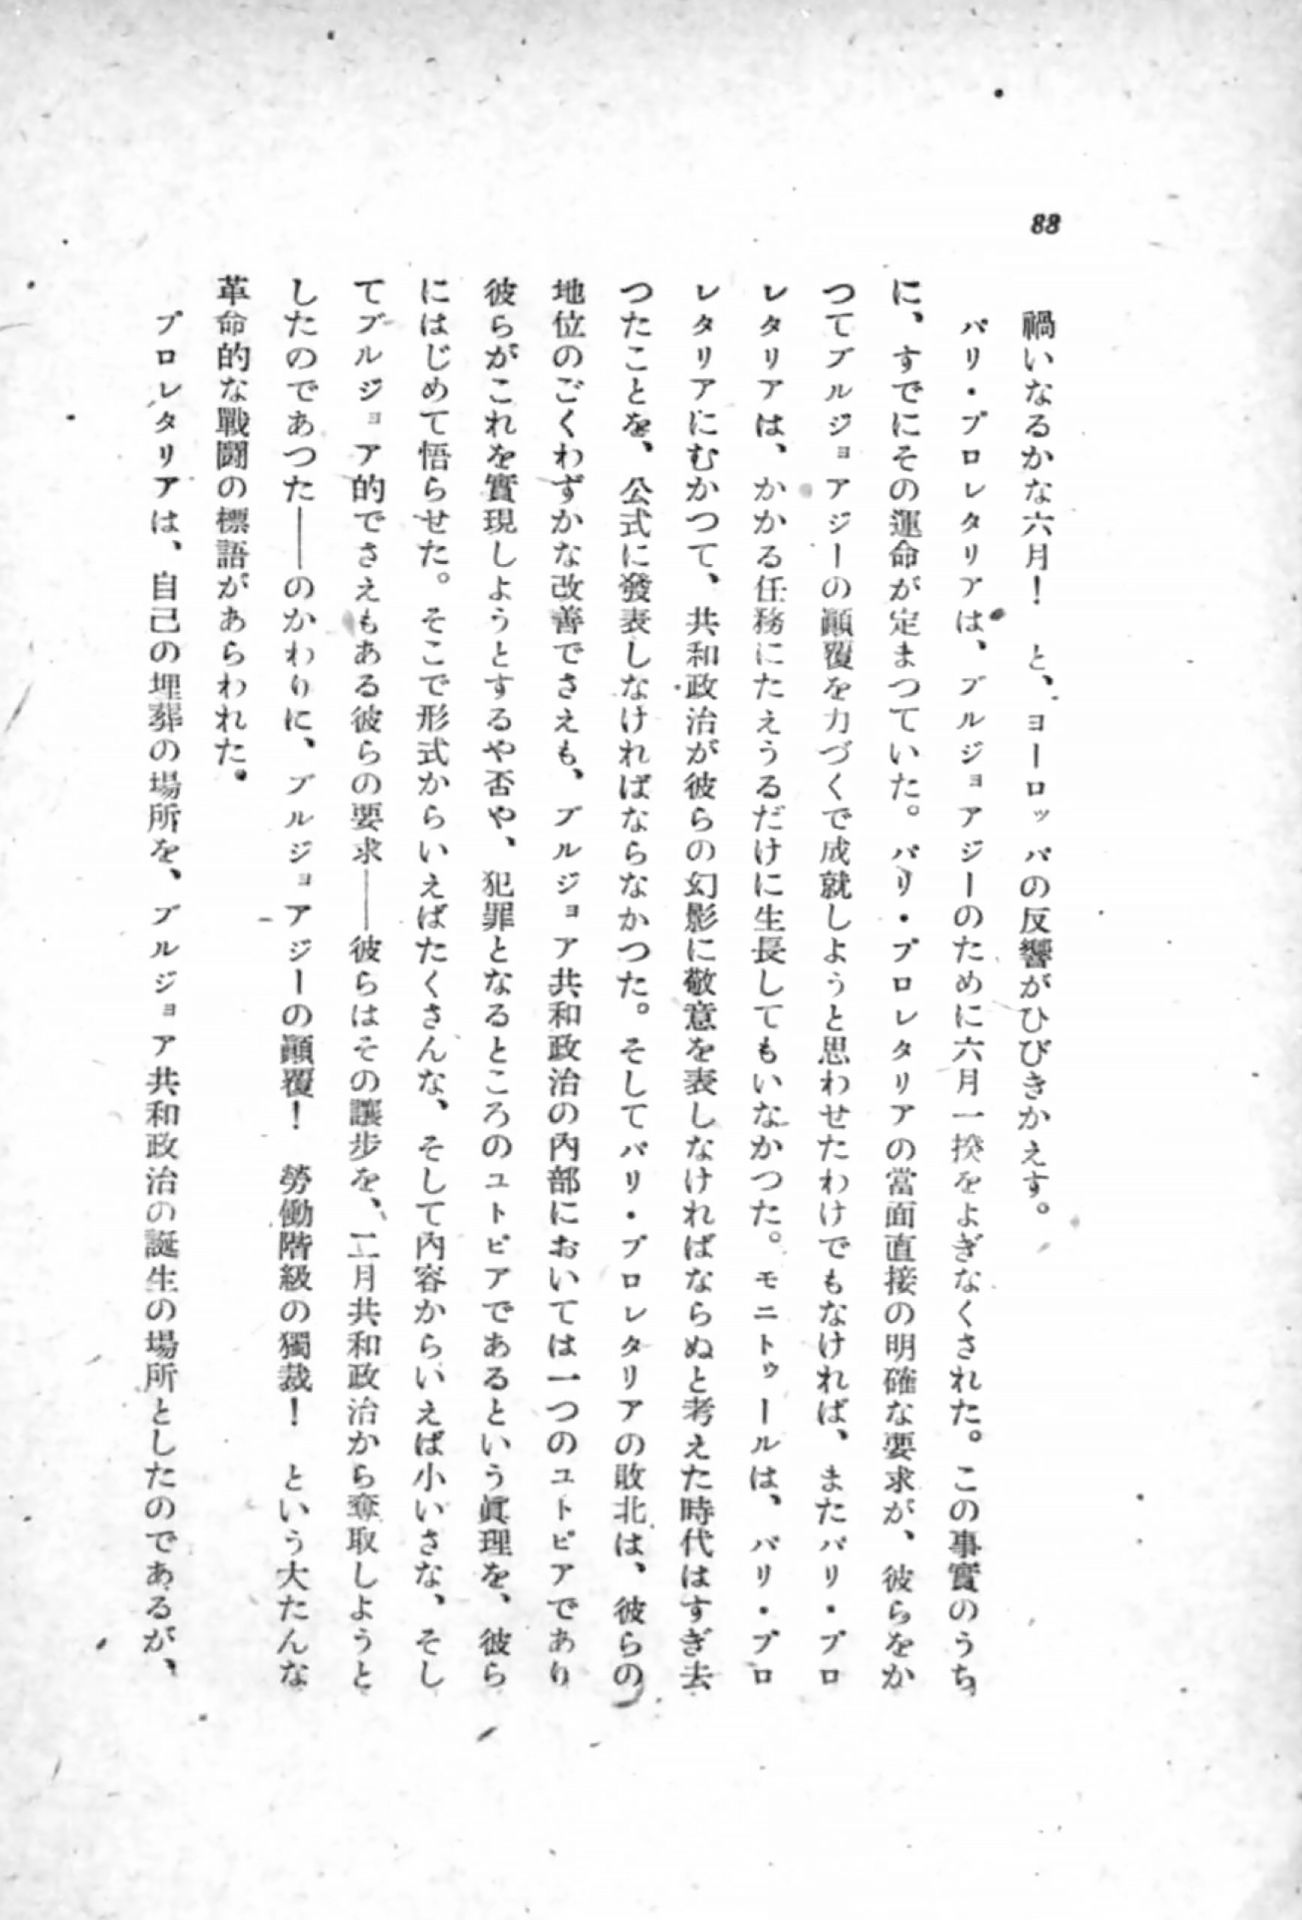 88
禍いなるかな六月！　と、ヨーロッパの反響がひびきかえす。
パリ・プロレタリアは、ブルジョアジーのために六月一揆をよぎなくされた。この事實のうち
に、すでにその運命が定まつていた。パリ・プロレタリアの當面直接の明確な要求が、彼らをか
つてブルジョアジーの顚覆を力づくで成就しようと思わせたわけでもなければ、またパリ・プロ
レタリアは、かかる任務にたえうるだけに生長してもいなかつた。モニトゥールは、パリ・プロ
レタリアにむかつて、共和政治が彼らの幻影に敬意を表しなければならぬと考えた時代はすぎ去
つたことを、公式に發表しなければならなかつた。そしてパリ・プロレタリアの敗北は、彼らの
地位のごくわずかな改善でさえも、ブルジョア共和政治の內部においては一つのユトピアであり
彼らがこれを實現しようとするや否や、犯罪となるところのユトピアであるという眞理を、彼ら
にはじめて悟らせた。そこで形式からいえばたくさんな、そして內容からいえば小いさな、そし
てブルジョア的でさえもある彼らの要求――彼らはその讓步を、二月共和政治から奪取しようと
したのであつた――のかわりに、ブルジョアジーの顚覆！　勞働階級の獨裁！　という大たんな
革命的な戰鬪の標語があらわれた。
プロレタリアは、自己の埋葬の場所を、ブルジョア共和政治の誕生の場所としたのであるが、